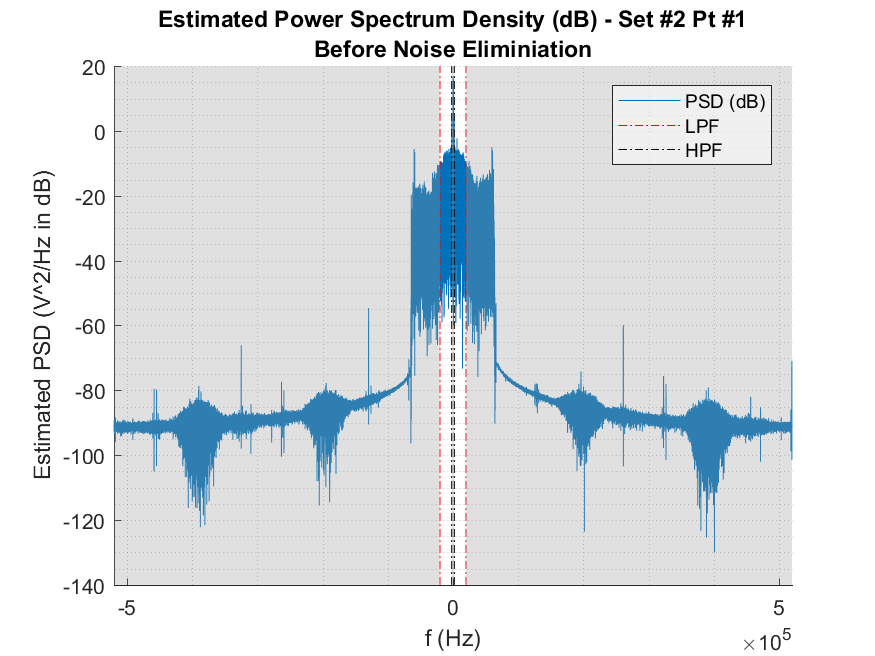 Estimated Power Spectrum Density (dB) - Set #2 Pt #1
Before Noise Eliminiation
20
0
-20
-40
-60
-80
-100
-120
-140
Estimated PSD (V^2/Hz in dB)
PSD (dB)
LPF
HPF
-5 0 5
f (Hz)
×10^5